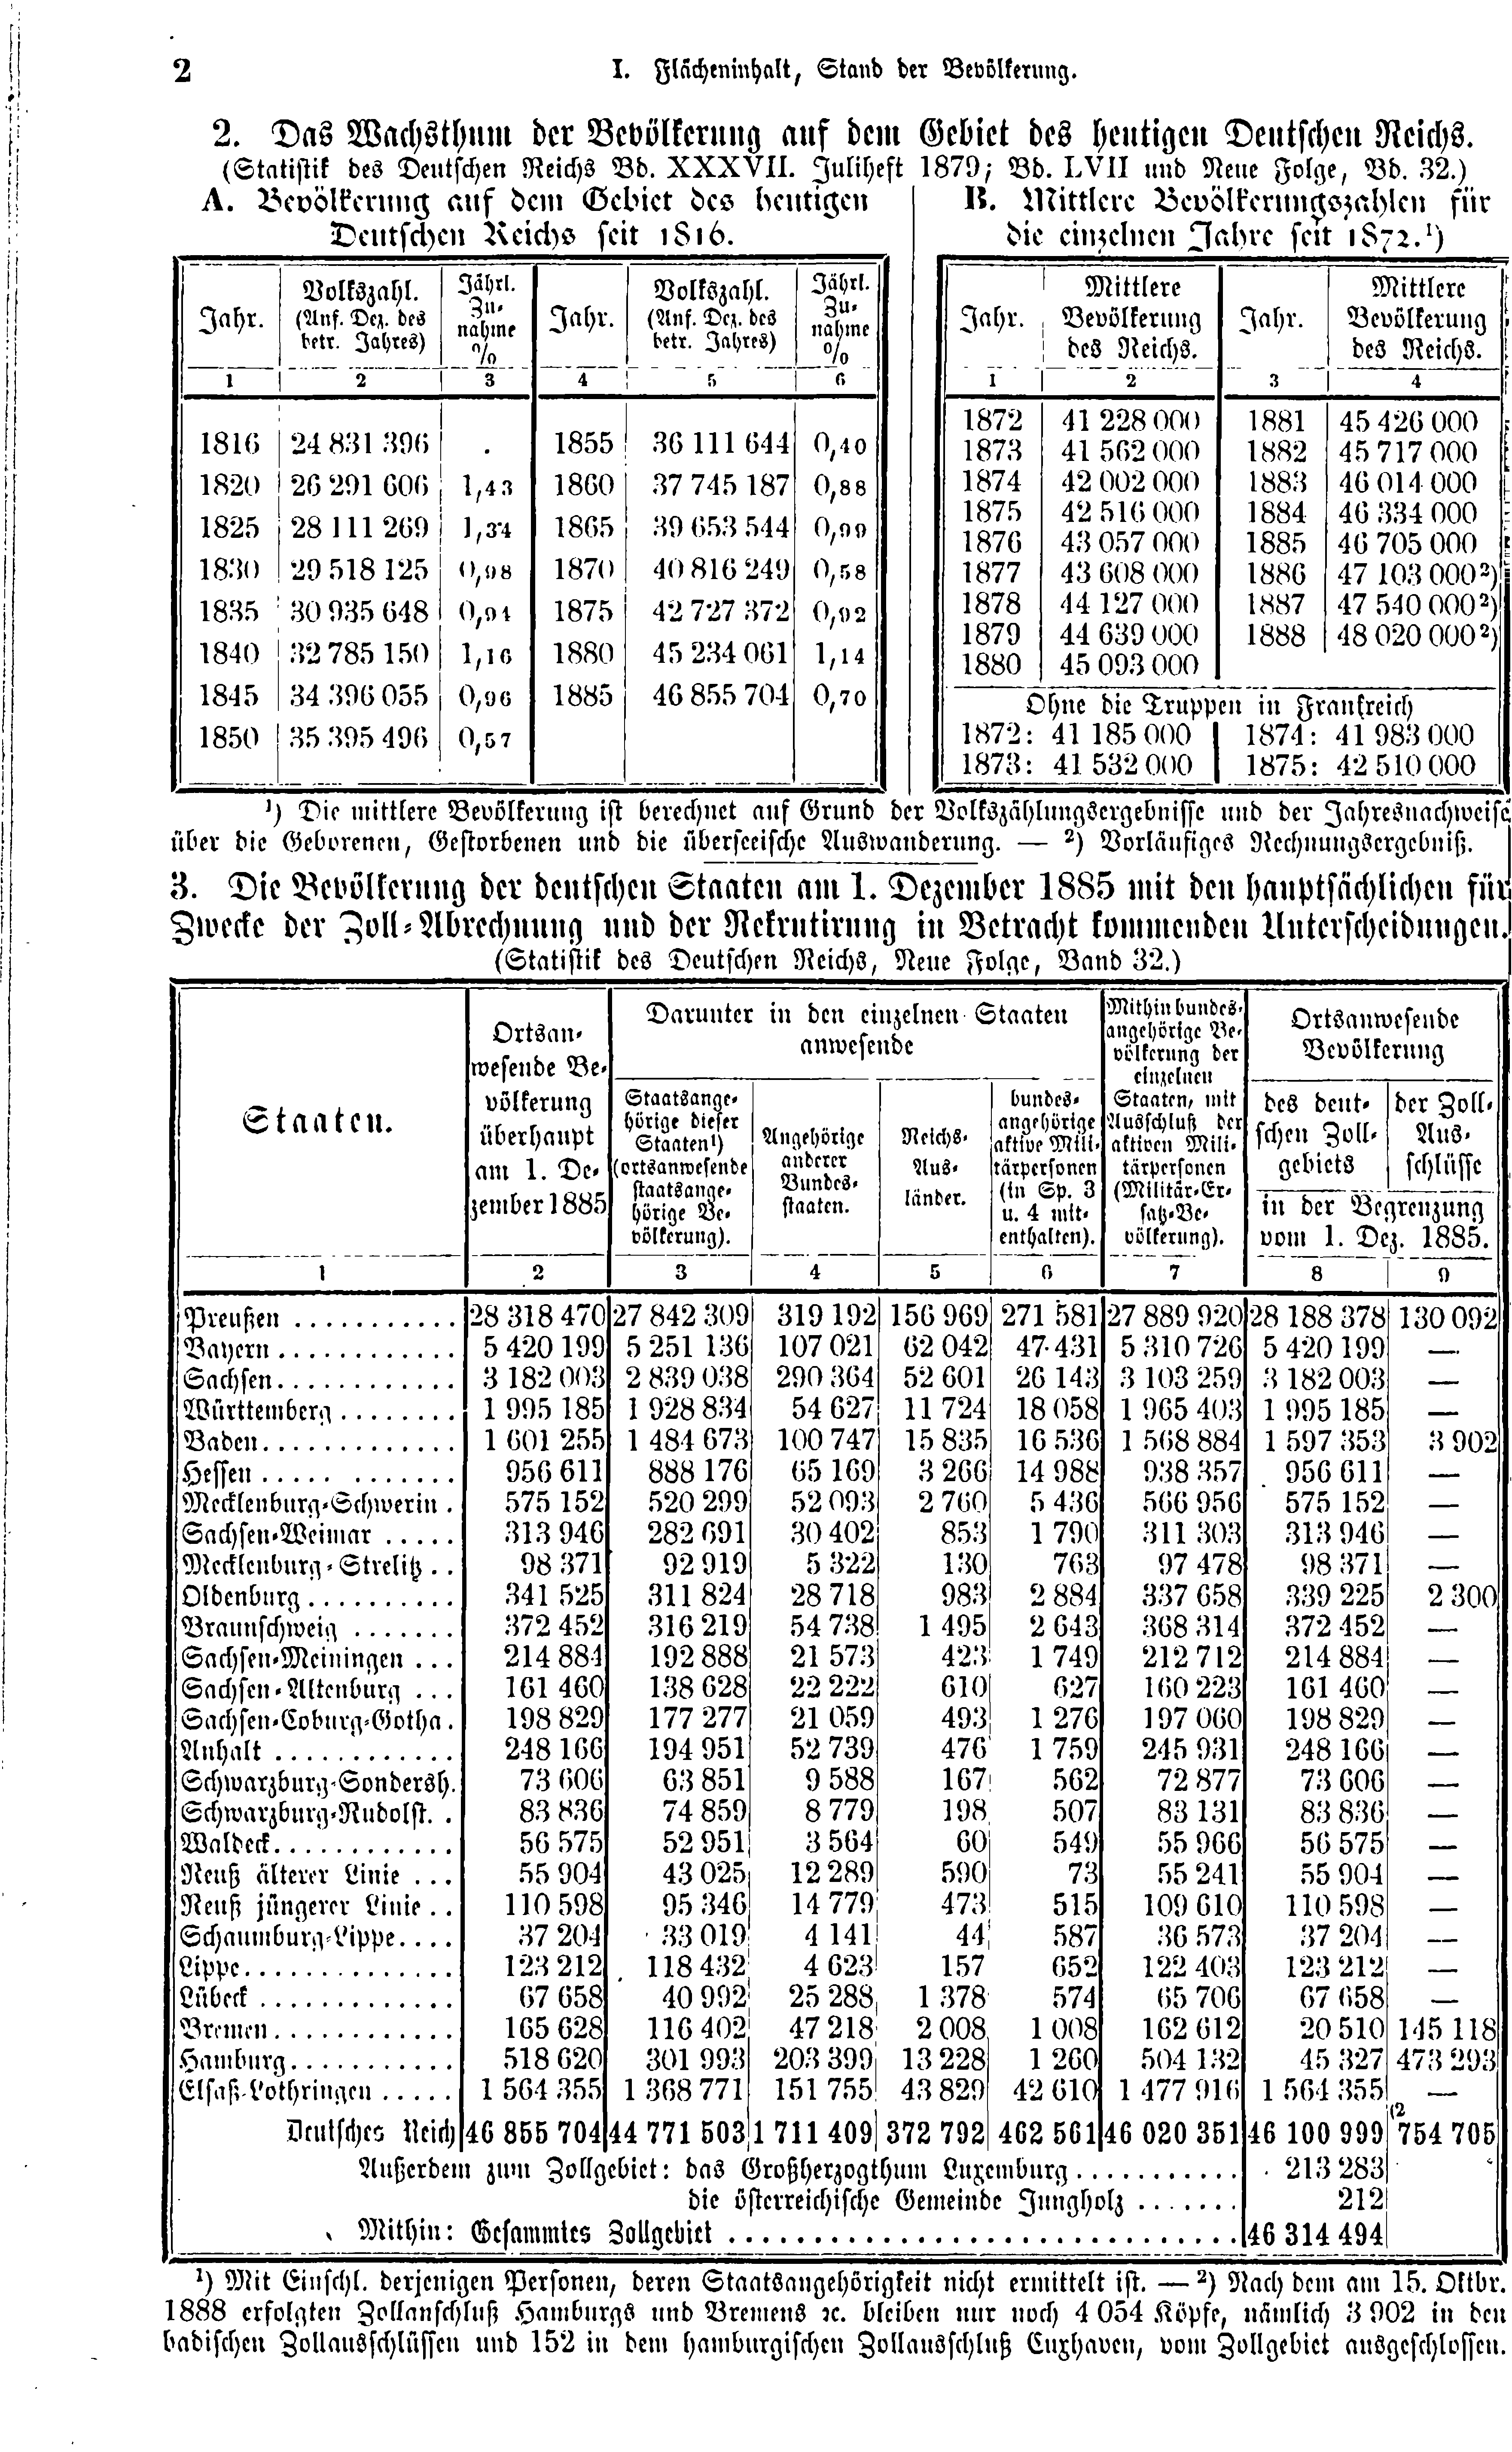 2
I. Flächeninhalt, Stand der Bevölkerung.
2. Das Wachsthum der Bevölkerung auf dem Gebiet des heutigen Deutschen Reichs.
(Statistik des Deutschen Reichs Bd. XXXVII. Juliheft 1879; Bd. LVII und Neue Folge, Bd. 32.)
A. Bevölkerung auf dem Gebiet des heutigen
Deutschen Reichs seit 1816.
Jahr. Volkszahl. (Anf. Dez. des betr. Jahres) Jährl. Zu-nahme % Jahr. Volkszahl. (Anf. Dez. des betr. Jahres) Jährl. Zu-nahme %
1 2 3 4 5 6
1816 24 831 396 . 1855 36 111 644 0,40
1820 26 291 606 1,43 1860 37 745 187 0,88
1825 28 111 269 1,34 1865 39 653 544 0,99
1830 29 518 125 0,98 1870 40 816 249 0,58
1835 30 935 648 0,94 1875 42 727 372 0,92
1840 32 785 150 1,16 1880 45 234 061 1,14
1845 34 396 055 0,96 1885 46 855 704 0,70
1850 35 395 496 0,57
B. Mittlere Bevölkerungszahlen für
die einzelnen Jahre seit 1872.¹)
Jahr. Mittlere Bevölkerung des Reichs. Jahr. Mittlere Bevölkerung des Reichs.
1 2 3 4
1872 41 228 000 1881 45 426 000
1873 41 562 000 1882 45 717 000
1874 42 002 000 1883 46 014 000
1875 42 516 000 1884 46 334 000
1876 43 057 000 1885 46 705 000
1877 43 608 000 1886 47 103 000²)
1878 44 127 000 1887 47 540 000²)
1879 44 639 000 1888 48 020 000²)
1880 45 093 000
Ohne die Truppen in Frankreich
1872: 41 185 000 1874: 41 983 000
1873: 41 532 000 1875: 42 510 000
¹) Die mittlere Bevölkerung ist berechnet auf Grund der Volkszählungsergebnisse und der Jahresnachweise
über die Geborenen, Gestorbenen und die überseeische Auswanderung. — ²) Vorläufiges Rechnungsergebniß.
3. Die Bevölkerung der deutschen Staaten am 1. Dezember 1885 mit den hauptsächlichen für
Zwecke der Zoll-Abrechnung und der Rekrutirung in Betracht kommenden Unterscheidungen.
(Statistik des Deutschen Reichs, Neue Folge, Band 32.)
Staaten.
Ortsan-wesende Be-völkerung überhaupt am 1. De-zember 1885
Darunter in den einzelnen Staaten anwesende
Staatsange-hörige dieser Staaten¹) (ortsanwesende staatsange-hörige Be-völkerung).
Angehörige anderer Bundes-staaten.
Reichs-Aus-länder.
bundes-angehörige aktive Mili-tärpersonen (in Sp. 3 u. 4 mit-enthalten).
Mithin bundes-angehörige Be-völkerung der einzelnen Staaten, mit Ausschluß der aktiven Mili-tärpersonen (Militär-Er-satz-Be-völkerung).
Ortsanwesende Bevölkerung
des deut-schen Zoll-gebiets
der Zoll-Aus-schlüsse
in der Begrenzung vom 1. Dez. 1885.
1 2 3 4 5 6 7 8 9
Preußen ........... 28 318 470 27 842 309 319 192 156 969 271 581 27 889 920 28 188 378 130 092
Bayern ............ 5 420 199 5 251 136 107 021 62 042 47 431 5 310 726 5 420 199 —
Sachsen............ 3 182 003 2 839 038 290 364 52 601 26 143 3 103 259 3 182 003 —
Württemberg ........ 1 995 185 1 928 834 54 627 11 724 18 058 1 965 403 1 995 185 —
Baden............. 1 601 255 1 484 673 100 747 15 835 16 536 1 568 884 1 597 353 3 902
Hessen ..... ....... 956 611 888 176 65 169 3 266 14 988 938 357 956 611 —
Mecklenburg-Schwerin . 575 152 520 299 52 093 2 760 5 436 566 956 575 152 —
Sachsen-Weimar ..... 313 946 282 691 30 402 853 1 790 311 303 313 946 —
Mecklenburg-Strelitz .. 98 371 92 919 5 322 130 763 97 478 98 371 —
Oldenburg .......... 341 525 311 824 28 718 983 2 884 337 658 339 225 2 300
Braunschweig ....... 372 452 316 219 54 738 1 495 2 643 368 314 372 452 —
Sachsen-Meiningen ... 214 884 192 888 21 573 423 1 749 212 712 214 884 —
Sachsen-Altenburg ... 161 460 138 628 22 222 610 627 160 223 161 460 —
Sachsen-Coburg-Gotha . 198 829 177 277 21 059 493 1 276 197 060 198 829 —
Anhalt ............ 248 166 194 951 52 739 476 1 759 245 931 248 166 —
Schwarzburg-Sondersh. 73 606 63 851 9 588 167 562 72 877 73 606 —
Schwarzburg-Rudolst. . 83 836 74 859 8 779 198 507 83 131 83 836 —
Waldeck............ 56 575 52 951 3 564 60 549 55 966 56 575 —
Reuß älterer Linie ... 55 904 43 025 12 289 590 73 55 241 55 904 —
Reuß jüngerer Linie .. 110 598 95 346 14 779 473 515 109 610 110 598 —
Schaumburg-Lippe.... 37 204 33 019 4 141 44 587 36 573 37 204 —
Lippe.............. 123 212 118 432 4 623 157 652 122 403 123 212 —
Lübeck ............. 67 658 40 992 25 288 1 378 574 65 706 67 658 —
Bremen............ 165 628 116 402 47 218 2 008 1 008 162 612 20 510 145 118
Hamburg........... 518 620 301 993 203 399 13 228 1 260 504 132 45 327 473 293
Elsaß-Lothringen ..... 1 564 355 1 368 771 151 755 43 829 42 610 1 477 916 1 564 355 —
Deutsches Reich 46 855 704 44 771 503 1 711 409 372 792 462 561 46 020 351 46 100 999 (2 754 705
Außerdem zum Zollgebiet: das Großherzogthum Luxemburg .......... 213 283
die österreichische Gemeinde Jungholz ....... 212
Mithin: Gesammtes Zollgebiet .............................. 46 314 494
¹) Mit Einschl. derjenigen Personen, deren Staatsangehörigkeit nicht ermittelt ist. — ²) Nach dem am 15. Oktbr.
1888 erfolgten Zollanschluß Hamburgs und Bremens ꝛc. bleiben nur noch 4 054 Köpfe, nämlich 3 902 in den
badischen Zollausschlüssen und 152 in dem hamburgischen Zollausschluß Cuxhaven, vom Zollgebiet ausgeschlossen.